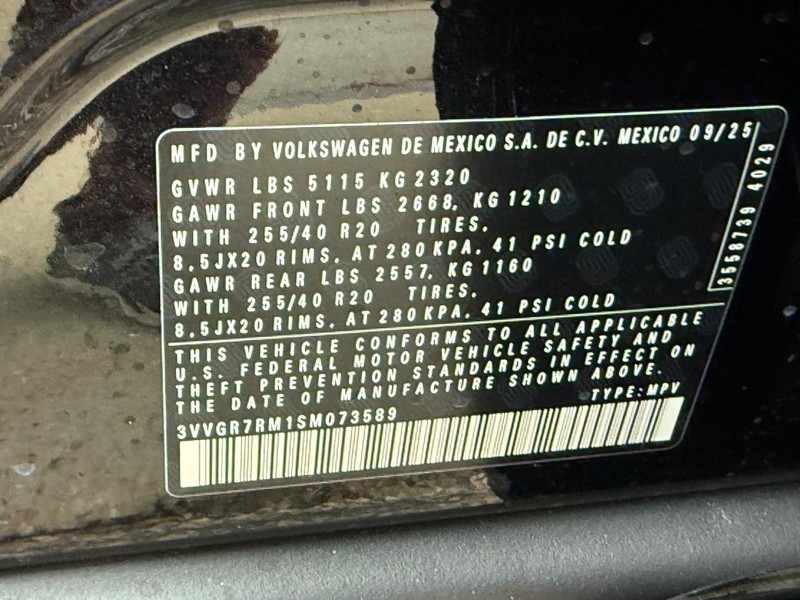 MFD BY VOLKSWAGEN DE MEXICO S.A. DE C.V. MEXICO 09/25
GVWR LBS 5115 KG 2320
GAWR FRONT LBS 2668, KG 1210
WITH 255/40 R20 TIRES,
8,5JX20 RIMS, AT 280 KPA, 41 PSI COLD
GAWR REAR LBS 2557, KG 1160
WITH 255/40 R20 TIRES,
8,5JX20 RIMS, AT 280 KPA, 41 PSI COLD
3558739 4029
THIS VEHICLE CONFORMS TO ALL APPLICABLE
U.S. FEDERAL MOTOR VEHICLE SAFETY AND
THEFT PREVENTION STANDARDS IN EFFECT ON
THE DATE OF MANUFACTURE SHOWN ABOVE.
TYPE: MPV
3VVGR7RM1SM073589